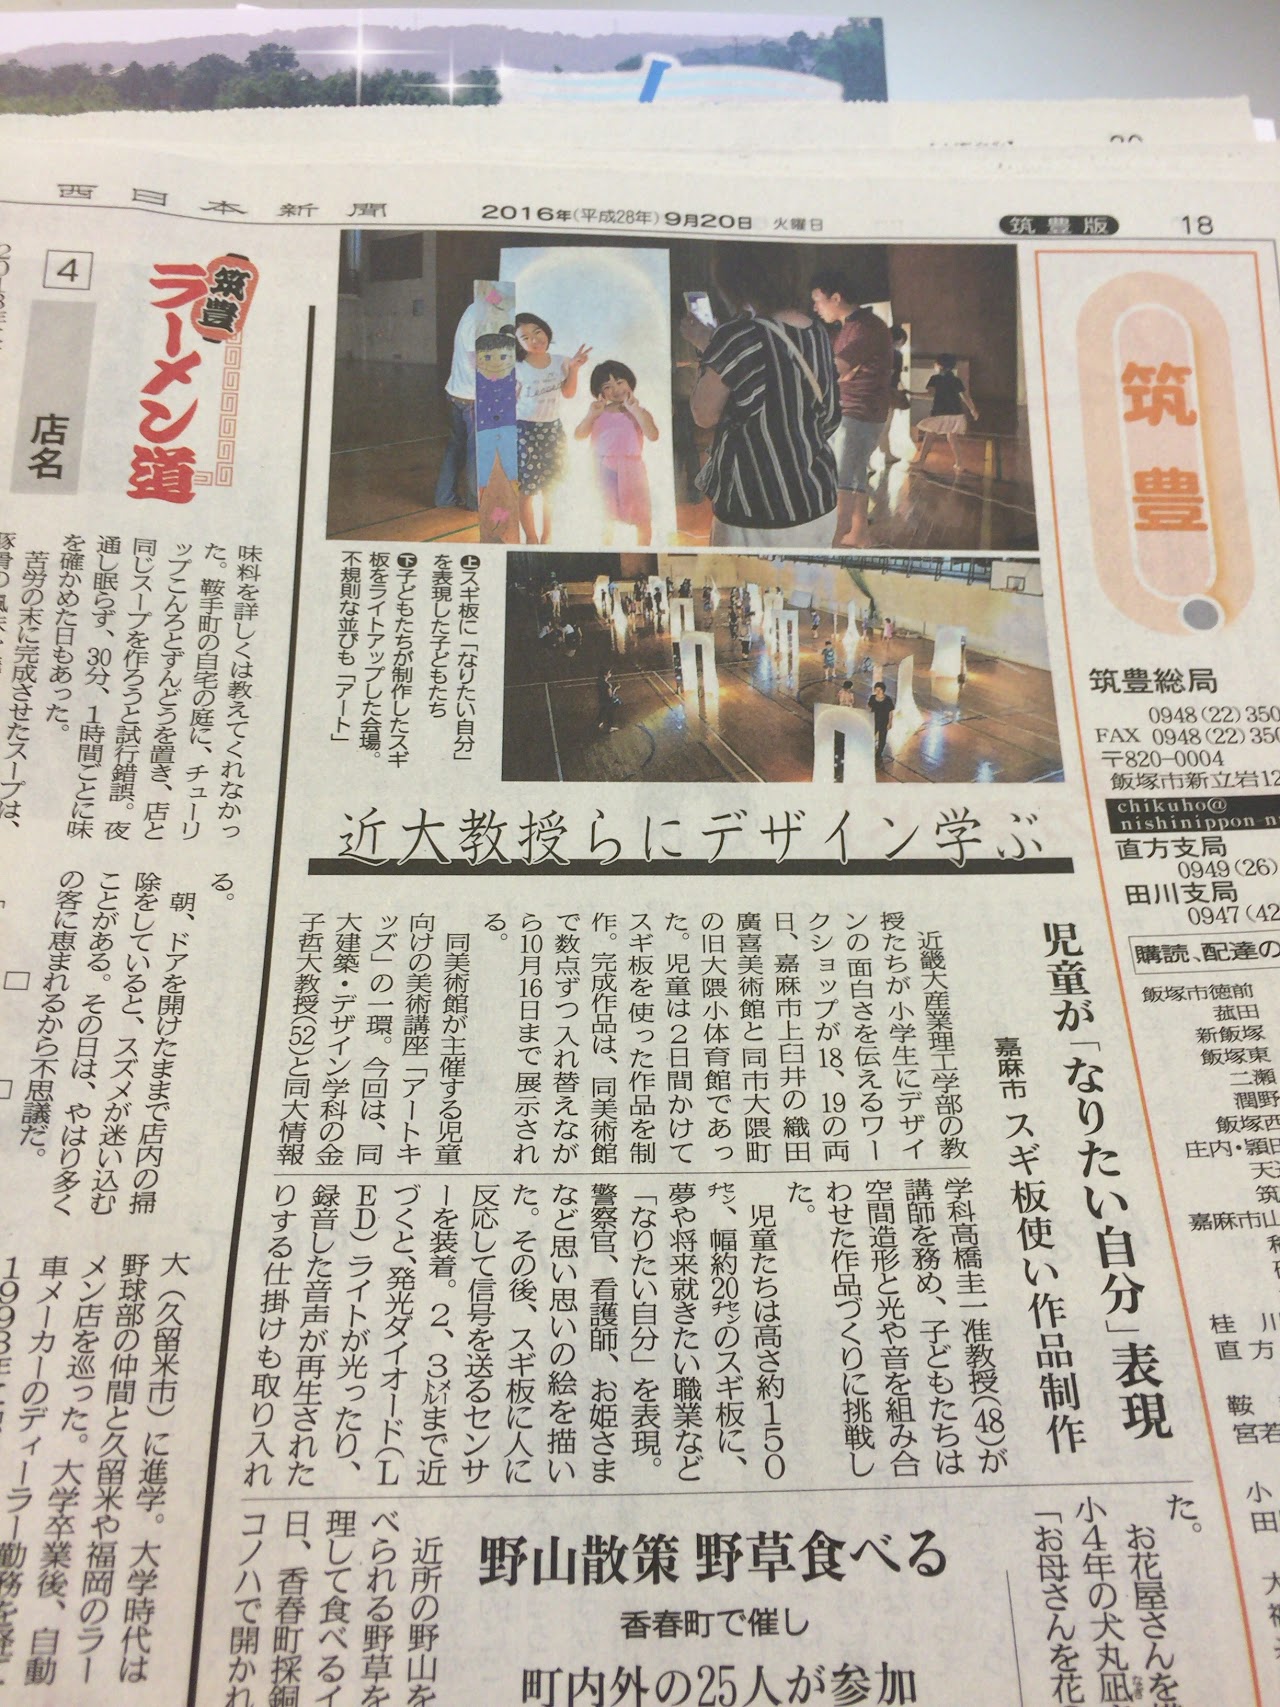 西日本新聞
2016年(平成28年)9月20日 火曜日
筑豊版
18
筑豊
筑豊総局
0948(22)350
FAX 0948(22)350
〒820-0004
飯塚市新立岩12
chikuho@
nishinippon-n
直方支局
0949(26)
田川支局
0947(42
購読、配達の
飯塚市徳前
菰田
新飯塚
飯塚東
二瀬
潤野
飯塚西
庄内・頴田
天
筑
嘉麻市山
桂川
直方
鞍
宮若
小
田
㊤スギ板に「なりたい自分」
を表現した子どもたち
㊦子どもたちが制作したスギ
板をライトアップした会場。
不規則な並びも「アート」
近大教授らにデザイン学ぶ
児童が「なりたい自分」表現
嘉麻市 スギ板使い作品制作
近畿大産業理工学部の教
授たちが小学生にデザイ
ンの面白さを伝えるワー
クショップが18、19の両
日、嘉麻市上臼井の織田
廣喜美術館と同市大隈町
の旧大隈小体育館であっ
た。児童は2日間かけて
スギ板を使った作品を制
作。完成作品は、同美術館
で数点ずつ入れ替えなが
ら10月16日まで展示され
る。
同美術館が主催する児童
向けの美術講座「アートキ
ッズ」の一環。今回は、同
大建築・デザイン学科の金
子哲大教授(52)と同大情報
学科高橋圭一准教授(48)が
講師を務め、子どもたちは
空間造形と光や音を組み合
わせた作品づくりに挑戦し
た。
児童たちは高さ約150
㌢、幅約20㌢のスギ板に、
夢や将来就きたい職業など
「なりたい自分」を表現。
警察官、看護師、お姫さま
など思い思いの絵を描い
た。その後、スギ板に人に
反応して信号を送るセンサ
ーを装着。2、3㍍まで近
づくと、発光ダイオード(L
ED)ライトが光ったり、
録音した音声が再生された
りする仕掛けも取り入れ
た。
お花屋さんを
小4年の犬丸凪
「お母さんを花
野山散策 野草食べる
香春町で催し
町内外の25人が参加
近所の野山を
べられる野草を
理して食べるイ
日、香春町採銅
コノハで開かれ
筑豊
ラーメン道
4
店名
味料を詳しくは教えてくれなかっ
た。鞍手町の自宅の庭に、チューリ
ップこんろとずんどうを置き、店と
同じスープを作ろうと試行錯誤。夜
通し眠らず、30分、1時間ごとに味
を確かめた日もあった。
苦労の末に完成させたスープは、
る。
朝、ドアを開けたままで店内の掃
除をしていると、スズメが迷い込む
ことがある。その日は、やはり多く
の客に恵まれるから不思議だ。
大(久留米市)に進学。大学時代は
野球部の仲間と久留米や福岡のラー
メン店を巡った。大学卒業後、自動
車メーカーのディーラー勤務を経て